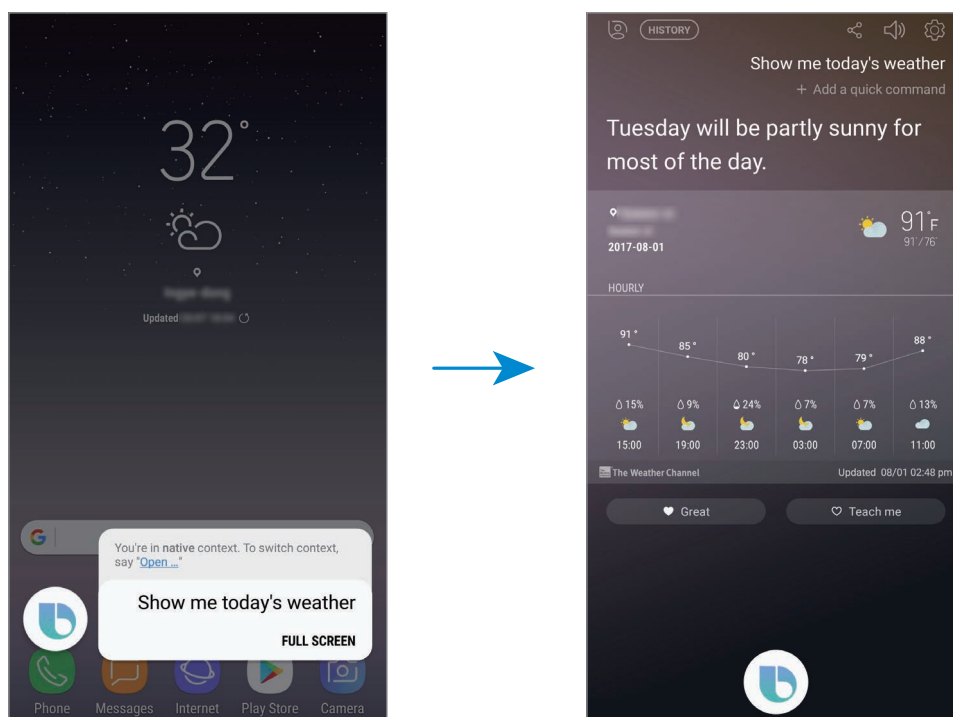 32°
Updated
You're in native context. To switch context,
say "Open ..."
Show me today's weather
FULL SCREEN
Phone Messages Internet Play Store Camera
HISTORY
Show me today's weather
+ Add a quick command
Tuesday will be partly sunny for
most of the day.
91°F
91°/76°
2017-08-01
HOURLY
91° 85° 80° 78° 79° 88°
15% 9% 24% 7% 7% 13%
15:00 19:00 23:00 03:00 07:00 11:00
The Weather Channel Updated 08/01 02:48 pm
Great Teach me